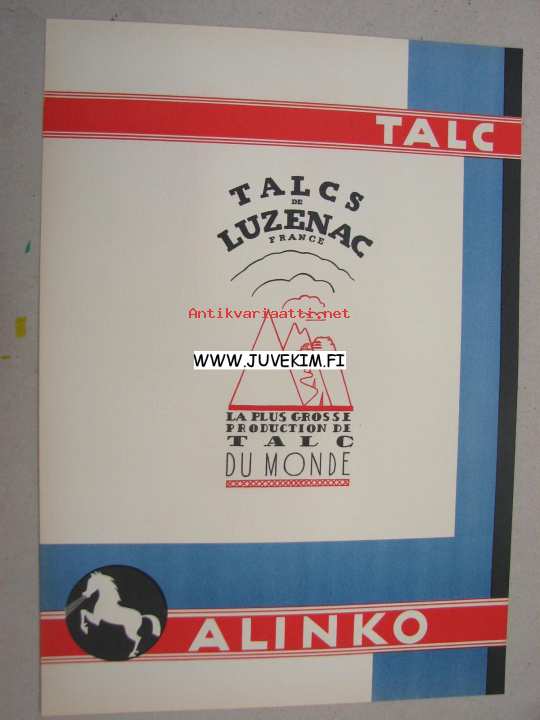 TALC
TALCS
DE
LUZENAC
FRANCE
Antikvariaatti.net
WWW.JUVEKIM.FI
LA PLUS GROSSE
PRODUCTION DE
TALC
DU MONDE
ALINKO